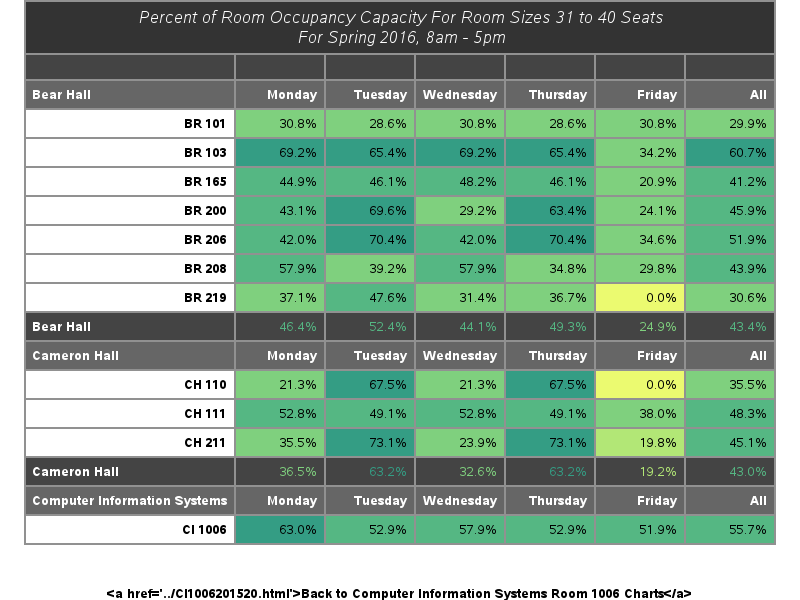 Percent of Room Occupancy Capacity For Room Sizes 31 to 40 Seats
For Spring 2016, 8am - 5pm
Bear Hall Monday Tuesday Wednesday Thursday Friday All
BR 101 30.8% 28.6% 30.8% 28.6% 30.8% 29.9%
BR 103 69.2% 65.4% 69.2% 65.4% 34.2% 60.7%
BR 165 44.9% 46.1% 48.2% 46.1% 20.9% 41.2%
BR 200 43.1% 69.6% 29.2% 63.4% 24.1% 45.9%
BR 206 42.0% 70.4% 42.0% 70.4% 34.6% 51.9%
BR 208 57.9% 39.2% 57.9% 34.8% 29.8% 43.9%
BR 219 37.1% 47.6% 31.4% 36.7% 0.0% 30.6%
Bear Hall 46.4% 52.4% 44.1% 49.3% 24.9% 43.4%
Cameron Hall Monday Tuesday Wednesday Thursday Friday All
CH 110 21.3% 67.5% 21.3% 67.5% 0.0% 35.5%
CH 111 52.8% 49.1% 52.8% 49.1% 38.0% 48.3%
CH 211 35.5% 73.1% 23.9% 73.1% 19.8% 45.1%
Cameron Hall 36.5% 63.2% 32.6% 63.2% 19.2% 43.0%
Computer Information Systems Monday Tuesday Wednesday Thursday Friday All
CI 1006 63.0% 52.9% 57.9% 52.9% 51.9% 55.7%
<a href='../CI1006201520.html'>Back to Computer Information Systems Room 1006 Charts</a>